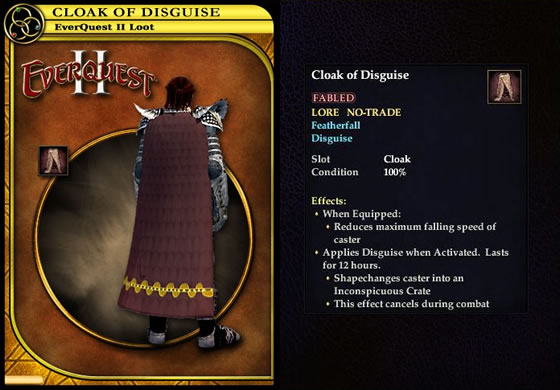 CLOAK OF DISGUISE
EverQuest II Loot
EVERQUEST
II
Cloak of Disguise
FABLED
LORE NO-TRADE
Featherfall
Disguise
Slot Cloak
Condition 100%
Effects:
• When Equipped:
• Reduces maximum falling speed of
caster
• Applies Disguise when Activated. Lasts
for 12 hours.
• Shapechanges caster into an
Inconspicuous Crate
• This effect cancels during combat